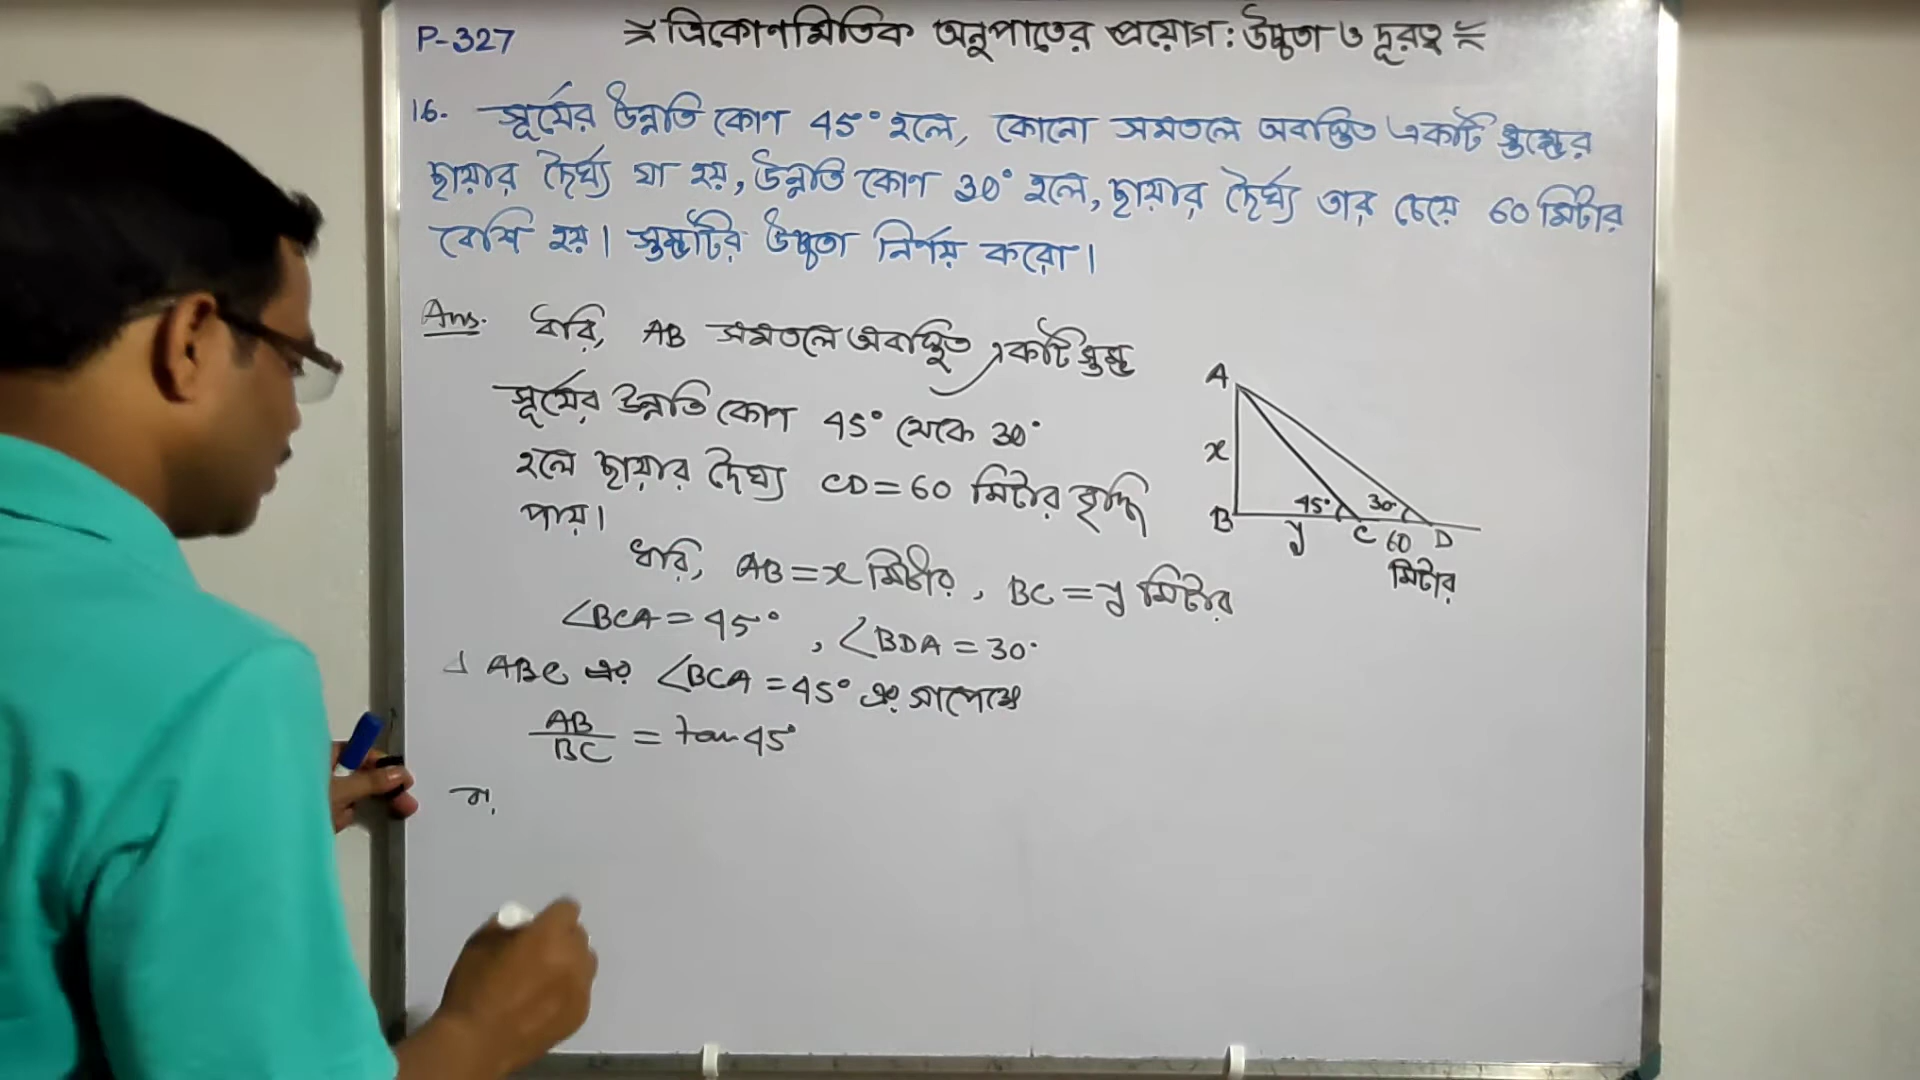 P-327 ত্রিকোণমিতিক অনুপাতের প্রয়োগ : উচ্চতা ও দূরত্ব
16. সূর্যের উন্নতি কোণ 45° হলে, কোনো সমতলে অবস্থিত একটি স্তম্ভের
ছায়ার দৈর্ঘ্য যা হয়, উন্নতি কোণ 30° হলে, ছায়ার দৈর্ঘ্য তার চেয়ে 60 মিটার
বেশি হয়। স্তম্ভটির উচ্চতা নির্ণয় করো।
Ans. ধরি, AB সমতলে অবস্থিত একটি স্তম্ভ
সূর্যের উন্নতি কোণ 45° থেকে 30°
হলে ছায়ার দৈর্ঘ্য CD = 60 মিটার বৃদ্ধি
পায়।
ধরি, AB = x মিটার, BC = y মিটার
∠BCA = 45°, ∠BDA = 30°
⊿ ABC এর ∠BCA = 45° এর সাপেক্ষে
AB/BC = tan 45°
বা,
A
x
45° 30°
B y C 60 D
মিটার